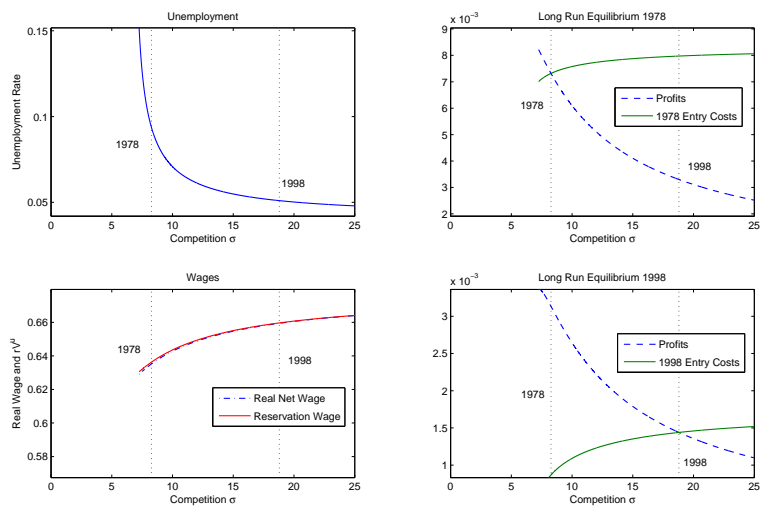 Unemployment
0.15
0.1
0.05
Unemployment Rate
1978
1998
0 5 10 15 20 25
Competition σ
Long Run Equilibrium 1978
x 10⁻³
9
8
7
6
5
4
3
2
1978
1998
Profits
1978 Entry Costs
0 5 10 15 20 25
Competition σ
Wages
0.66
0.64
0.62
0.6
0.58
Real Wage and rVᵘ
1978
1998
Real Net Wage
Reservation Wage
0 5 10 15 20 25
Competition σ
Long Run Equilibrium 1998
x 10⁻³
3.5
3
2.5
2
1.5
1
1978
1998
Profits
1998 Entry Costs
0 5 10 15 20 25
Competition σ